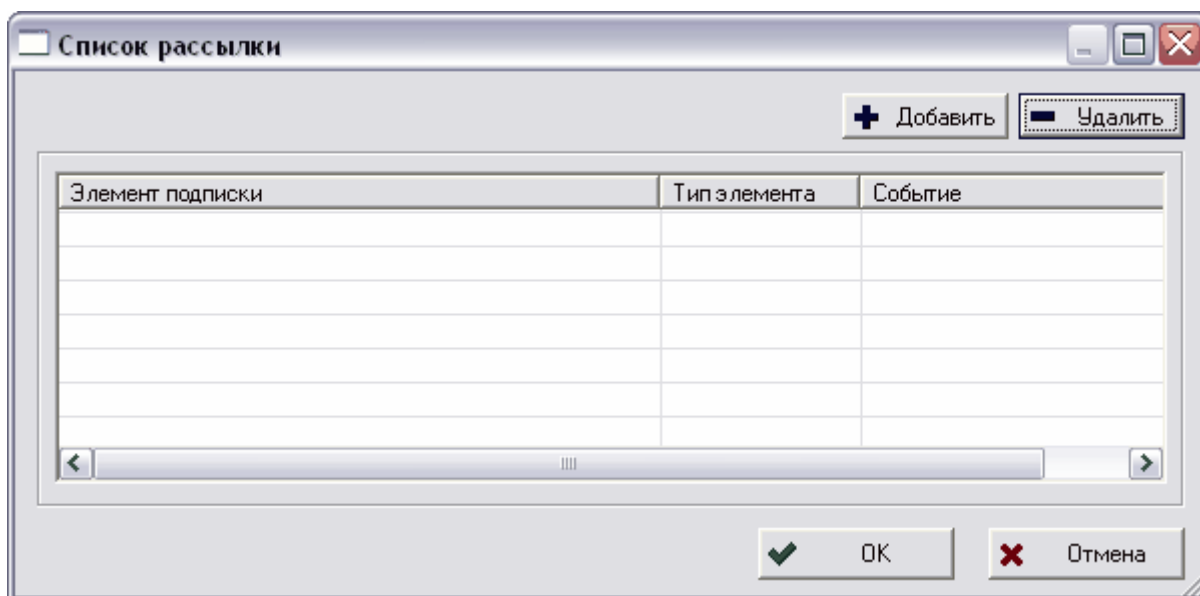 Список рассылки
Добавить Удалить
Элемент подписки Тип элемента Событие
OK Отмена